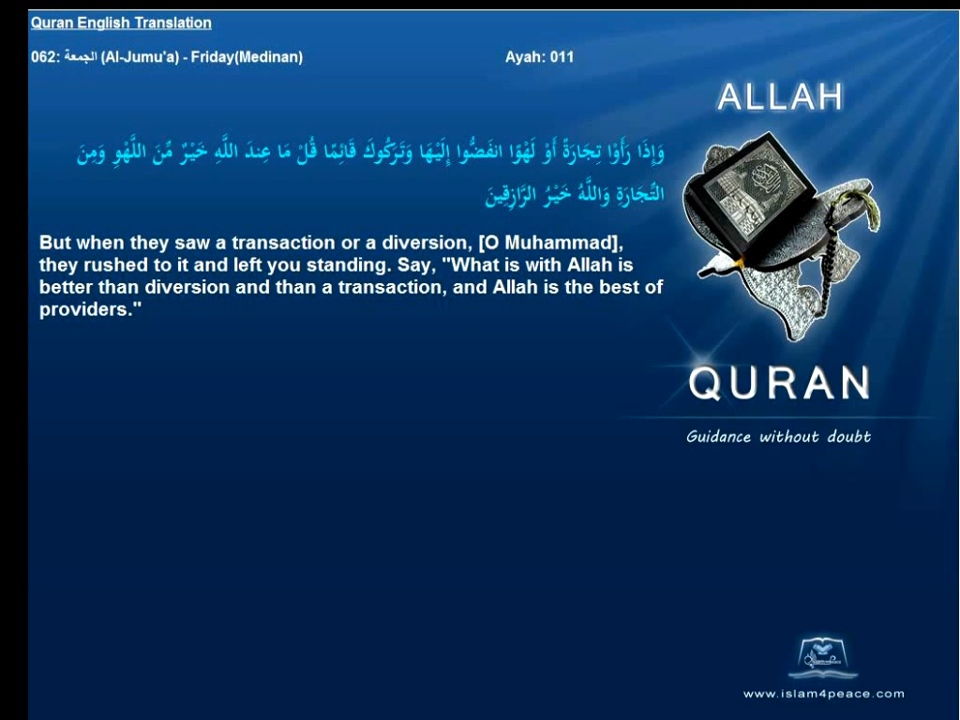 Quran English Translation
062: الجمعة (Al-Jumu'a) - Friday(Medinan)
Ayah: 011
ALLAH
وَإِذَا رَأَوْا تِجَارَةً أَوْ لَهْوًا انفَضُّوا إِلَيْهَا وَتَرَكُوكَ قَائِمًا قُلْ مَا عِندَ اللَّهِ خَيْرٌ مِّنَ اللَّهْوِ وَمِنَ
التِّجَارَةِ وَاللَّهُ خَيْرُ الرَّازِقِينَ
But when they saw a transaction or a diversion, [O Muhammad],
they rushed to it and left you standing. Say, "What is with Allah is
better than diversion and than a transaction, and Allah is the best of
providers."
QURAN
Guidance without doubt
www.islam4peace.com